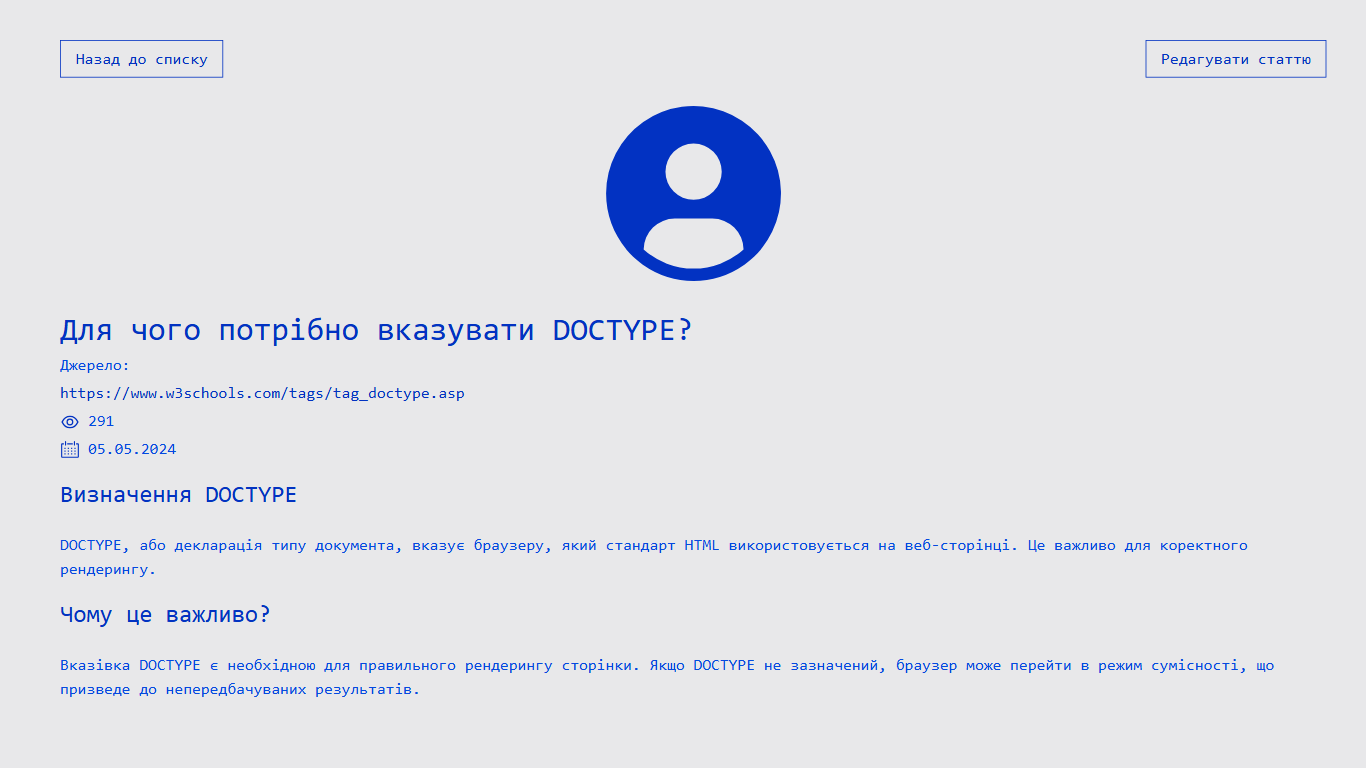 Назад до списку
Редагувати статтю
Для чого потрібно вказувати DOCTYPE?
Джерело:
https://www.w3schools.com/tags/tag_doctype.asp
291
05.05.2024
Визначення DOCTYPE
DOCTYPE, або декларація типу документа, вказує браузеру, який стандарт HTML використовується на веб-сторінці. Це важливо для коректного
рендерингу.
Чому це важливо?
Вказівка DOCTYPE є необхідною для правильного рендерингу сторінки. Якщо DOCTYPE не зазначений, браузер може перейти в режим сумісності, що
призведе до непередбачуваних результатів.